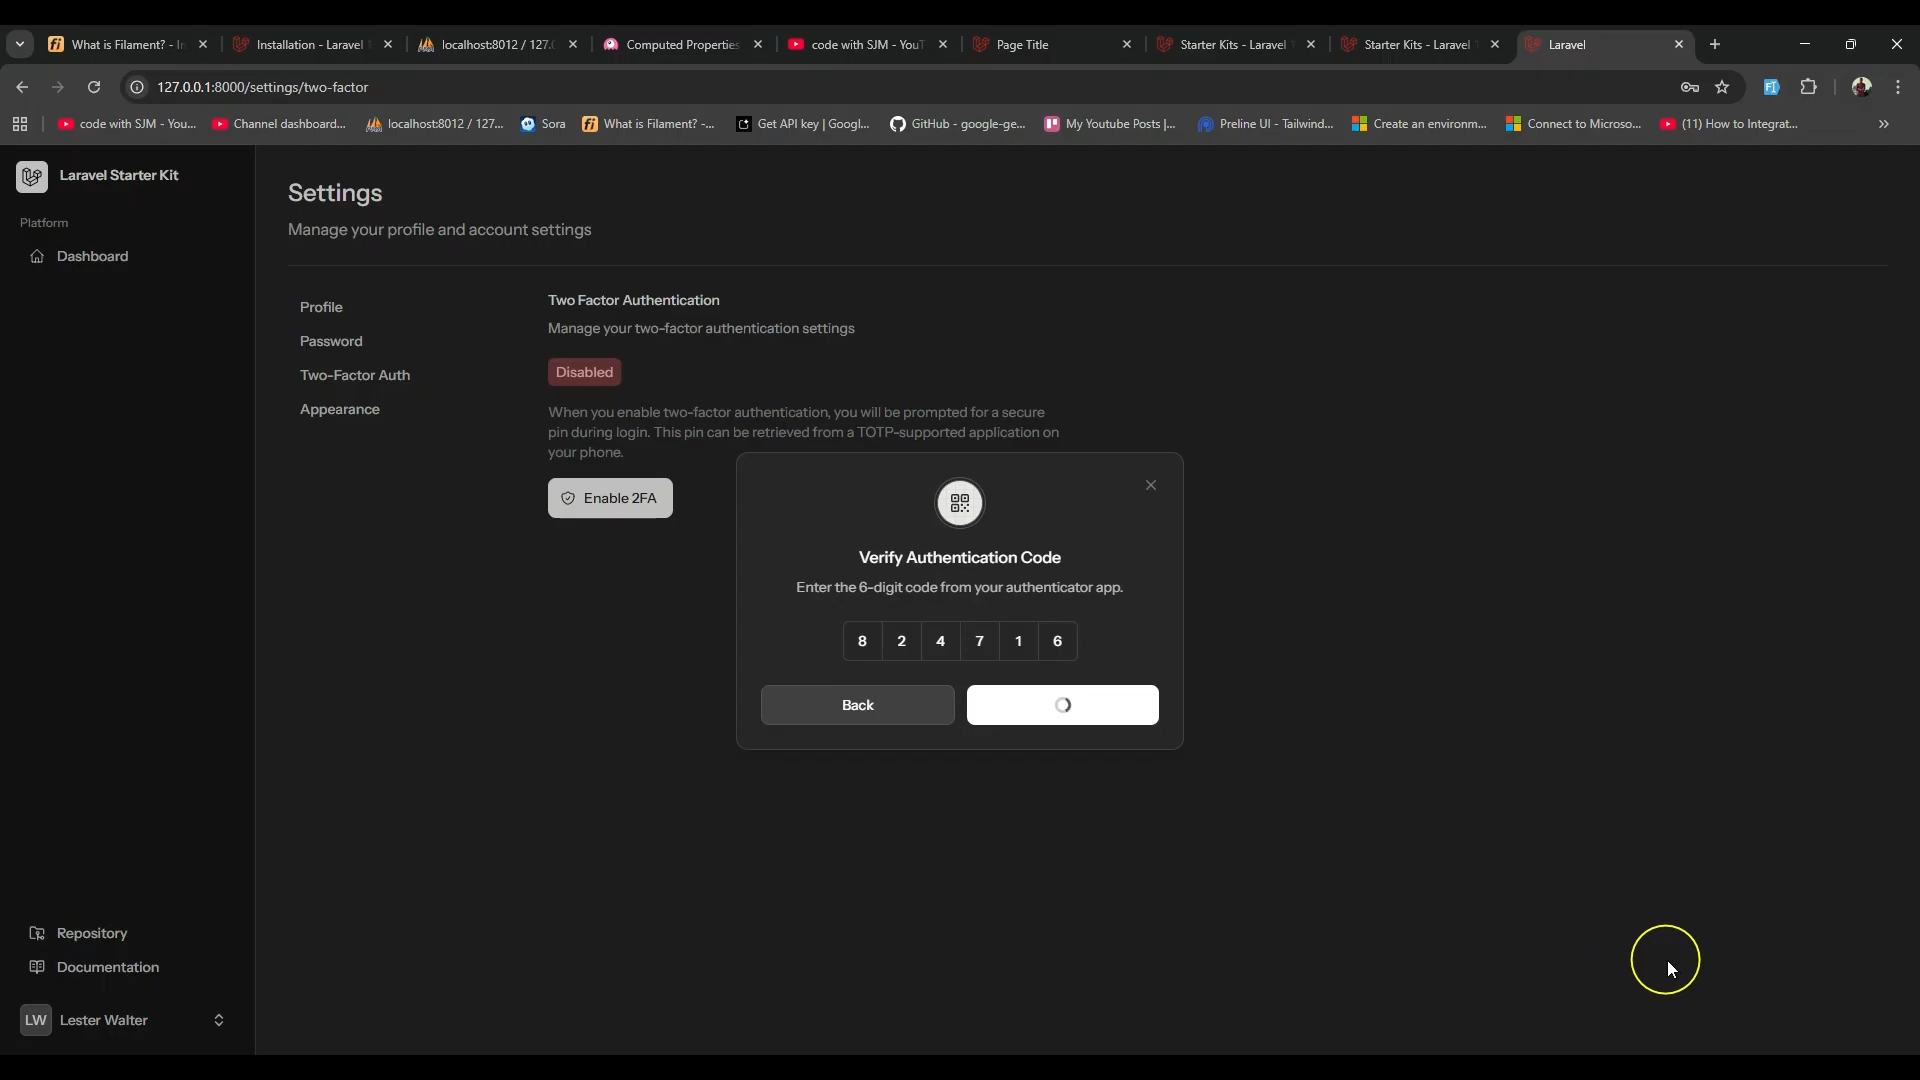 What is Filament? - In
Installation - Laravel
localhost:8012 / 127.0
Computed Properties
code with SJM - YouT
Page Title
Starter Kits - Laravel
Starter Kits - Laravel
Laravel
127.0.0.1:8000/settings/two-factor
code with SJM - You...
Channel dashboard...
localhost:8012 / 127...
Sora
What is Filament? -...
Get API key | Googl...
GitHub - google-ge...
My Youtube Posts |...
Preline UI - Tailwind...
Create an environm...
Connect to Microso...
(11) How to Integrat...
Laravel Starter Kit
Platform
Dashboard
Settings
Manage your profile and account settings
Profile
Password
Two-Factor Auth
Appearance
Two Factor Authentication
Manage your two-factor authentication settings
Disabled
When you enable two-factor authentication, you will be prompted for a secure
pin during login. This pin can be retrieved from a TOTP-supported application on
your phone.
Enable 2FA
Verify Authentication Code
Enter the 6-digit code from your authenticator app.
8 2 4 7 1 6
Back
Repository
Documentation
LW Lester Walter